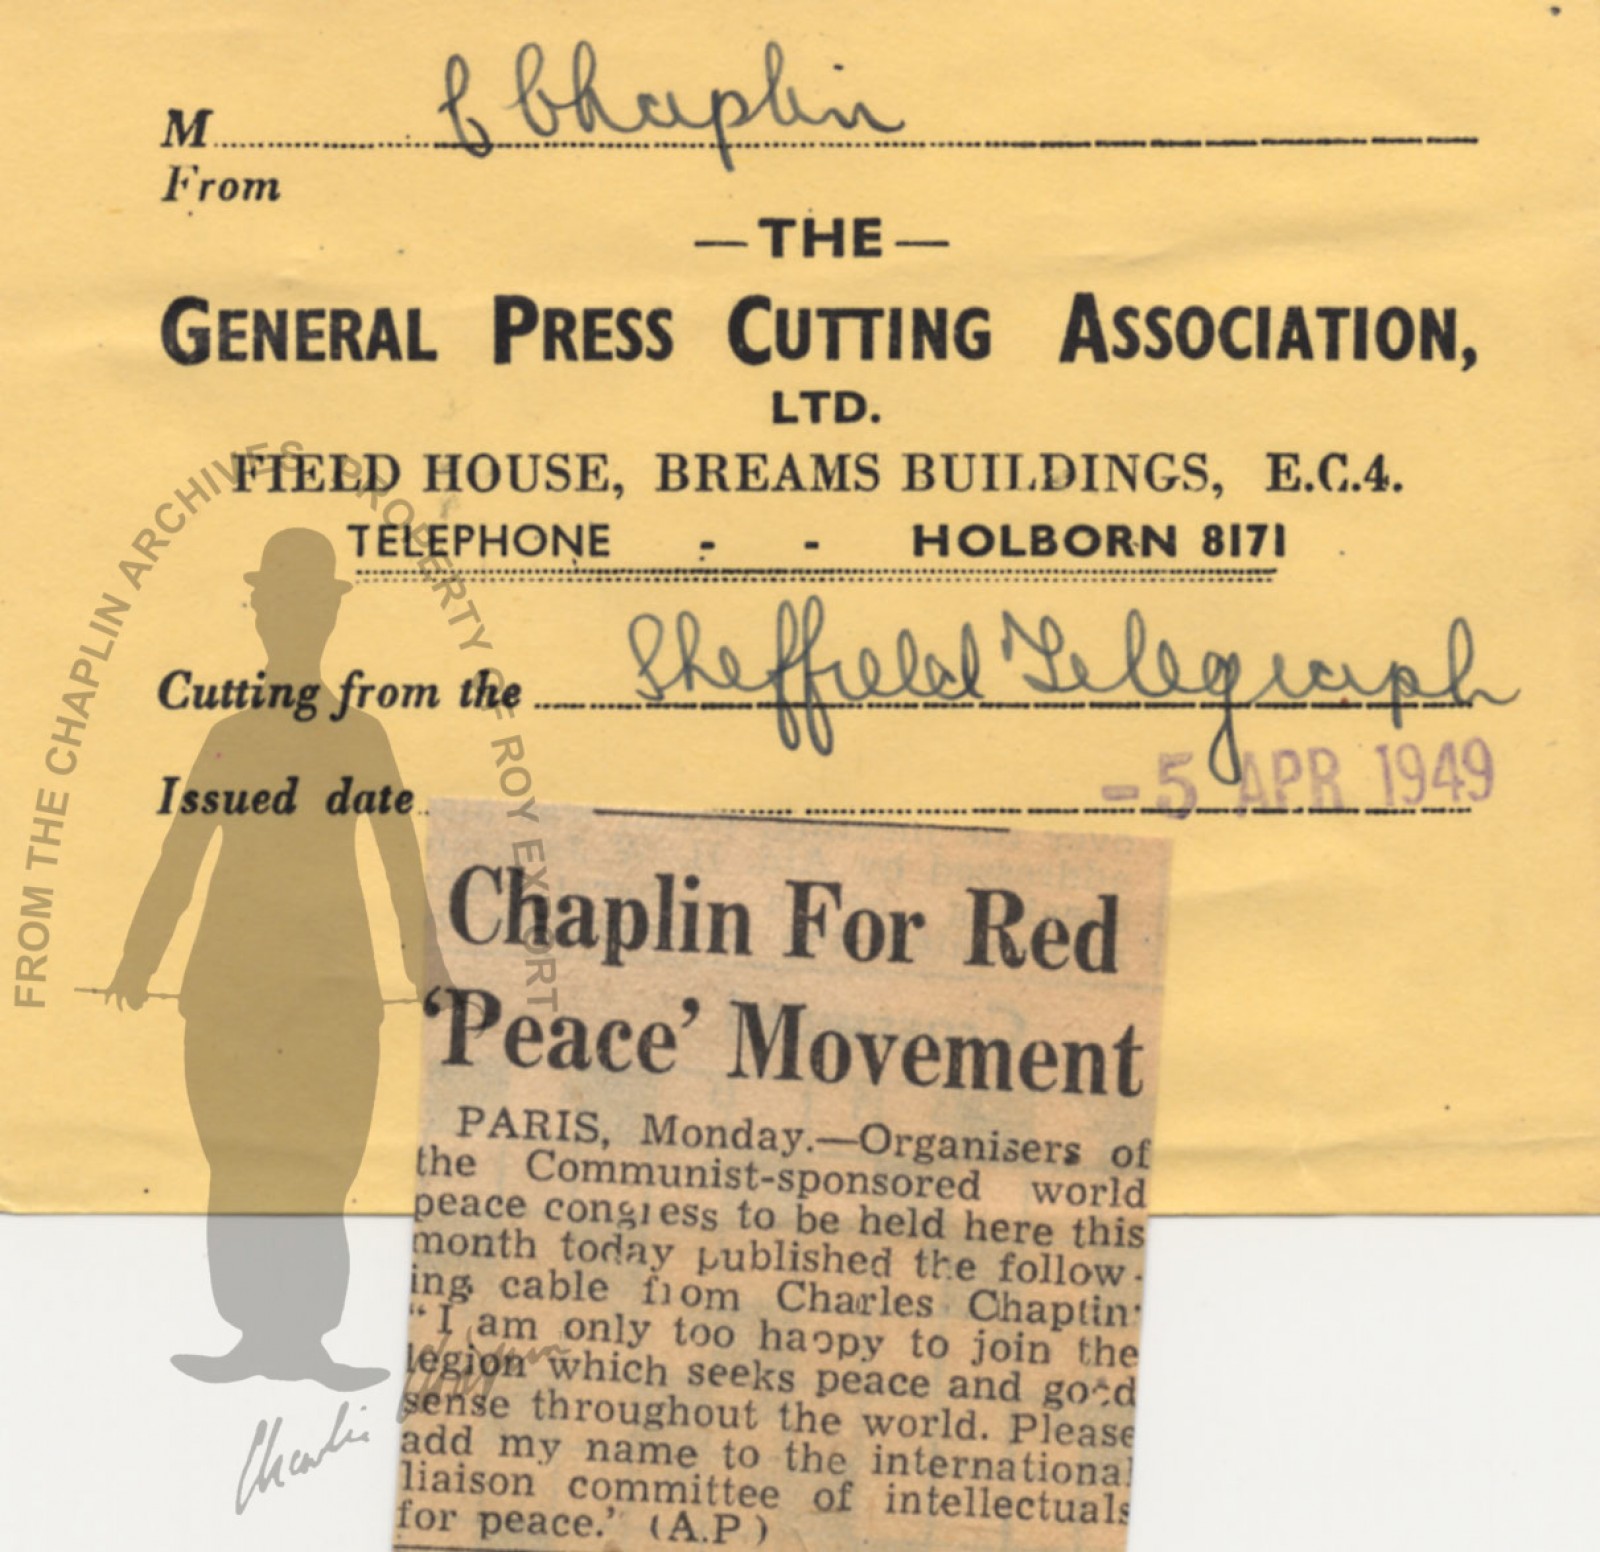 M C Chaplin
From
— THE —
GENERAL PRESS CUTTING ASSOCIATION,
LTD.
FIELD HOUSE, BREAMS BUILDINGS, E.C.4.
TELEPHONE - - HOLBORN 8171
Cutting from the Sheffield Telegraph
Issued date - 5 APR 1949
Chaplin For Red
'Peace' Movement
PARIS, Monday.—Organisers of
the Communist-sponsored world
peace congress to be held here this
month today published the follow-
ing cable from Charles Chaplin:
"I am only too happy to join the
legion which seeks peace and good
sense throughout the world. Please
add my name to the international
liaison committee of intellectuals
for peace.' (A.P)
FROM THE CHAPLIN ARCHIVES PROPERTY OF ROY EXPORT